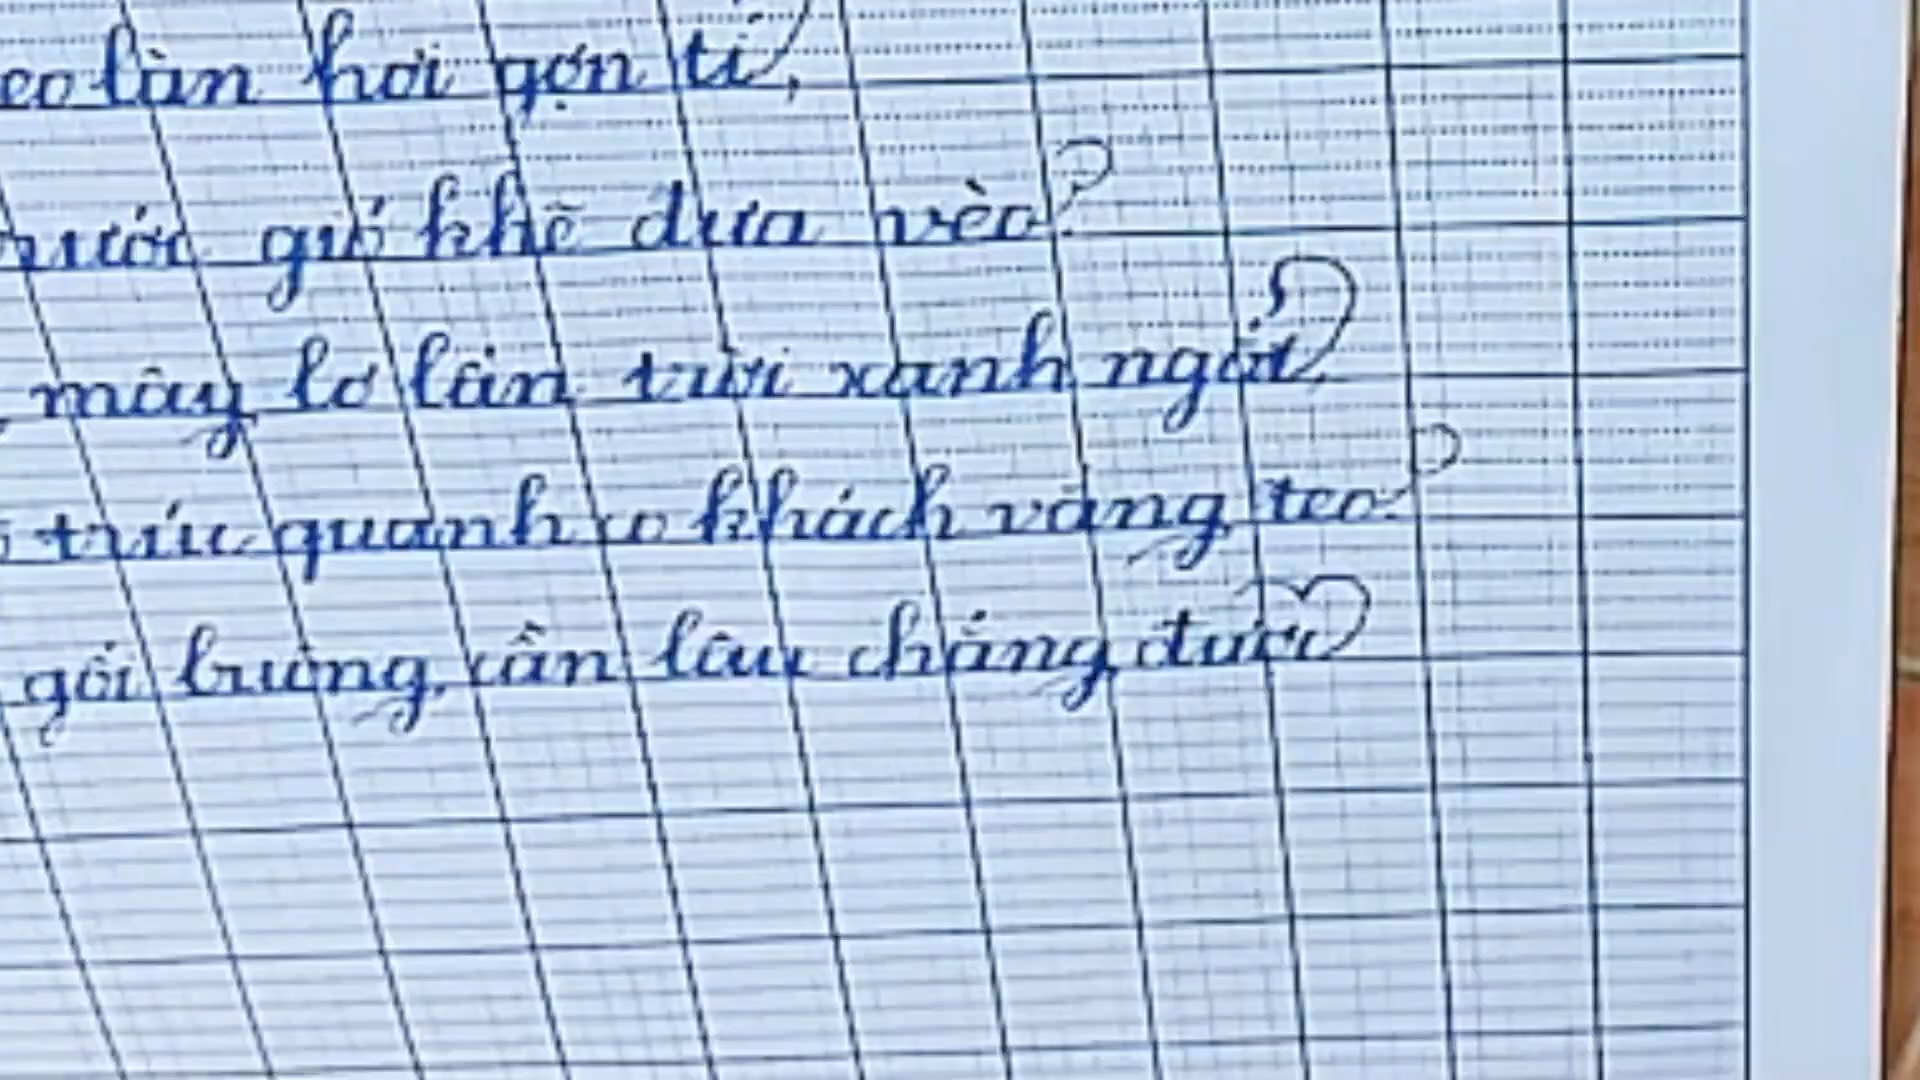 eo làn hơi gợn tí,
trước gió khẽ đưa vèo.
mây lơ lửng trời xanh ngắt,
trúc quanh co khách vắng teo.
gối buông, cần lâu chẳng được